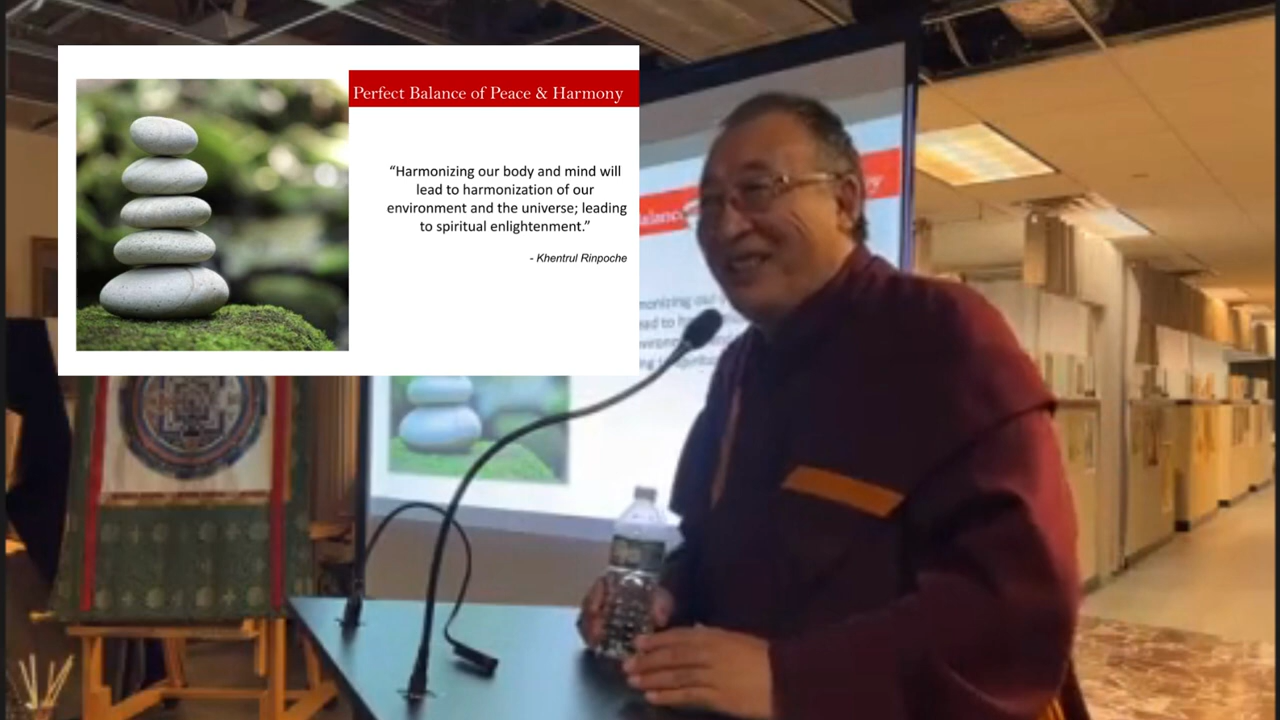 Perfect Balance of Peace & Harmony
“Harmonizing our body and mind will
lead to harmonization of our
environment and the universe; leading
to spiritual enlightenment.”
- Khentrul Rinpoche